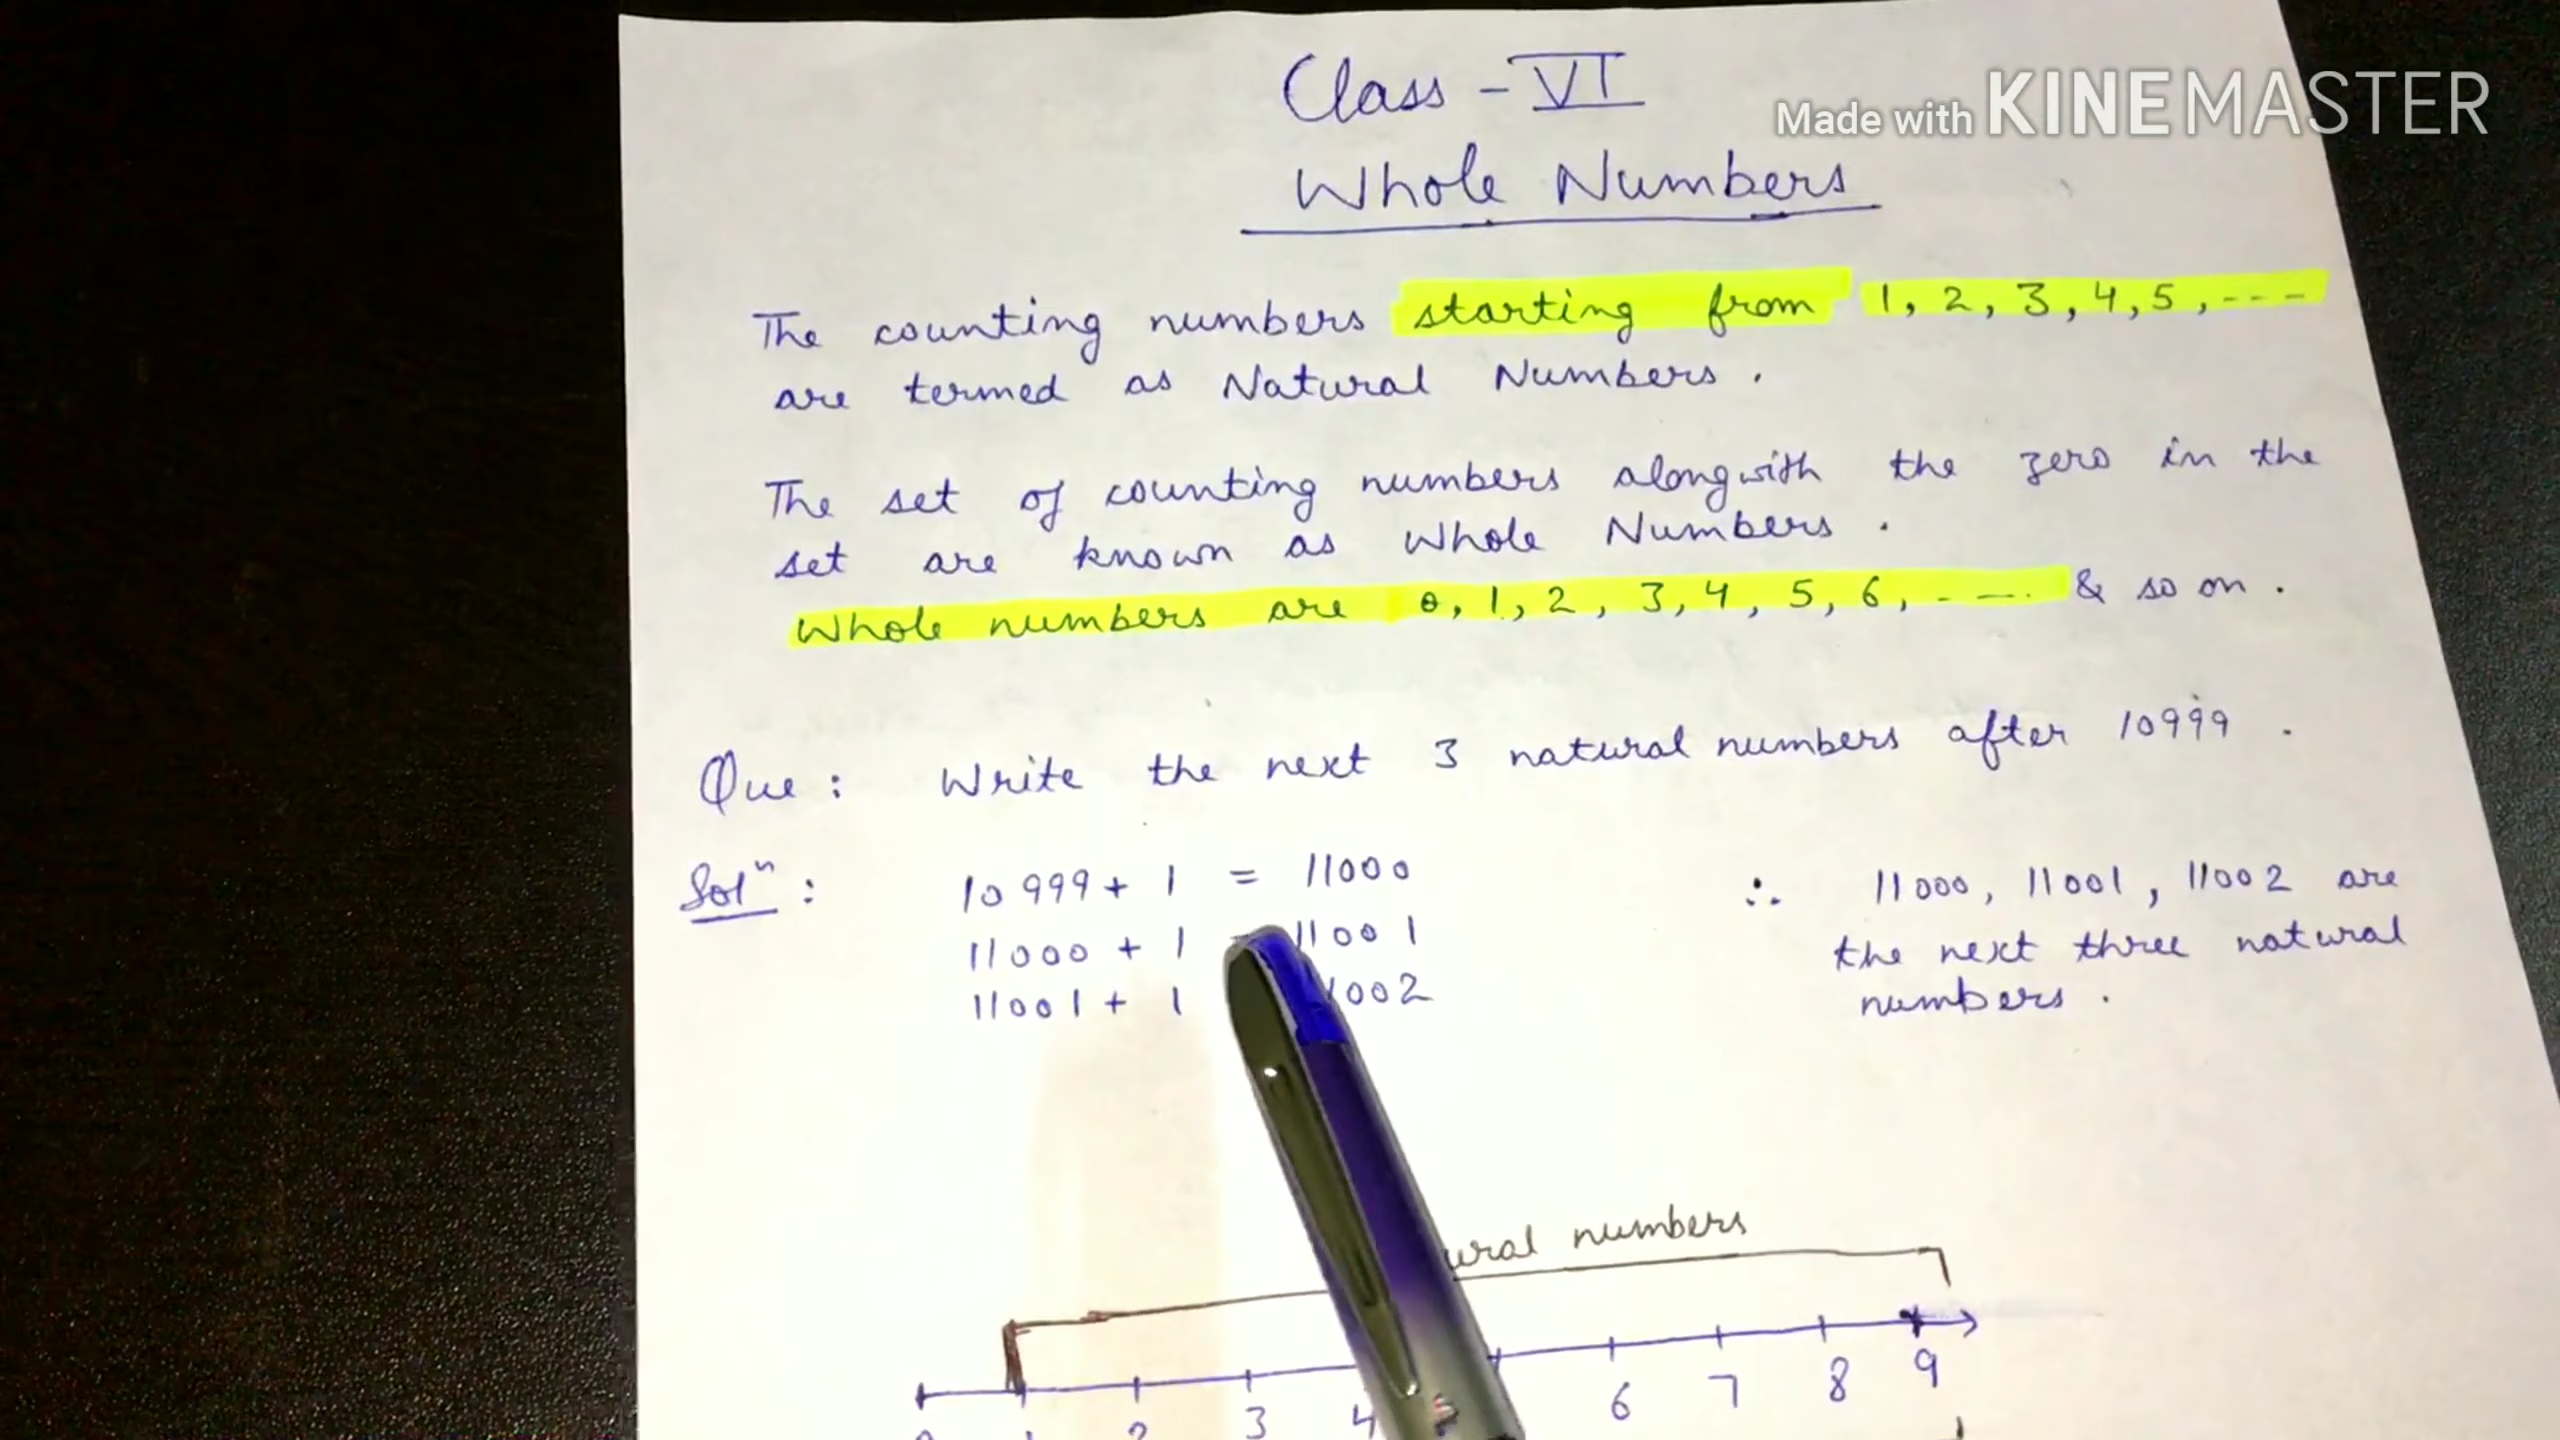 Class - VI
Made with KINEMASTER
Whole Numbers
The counting numbers starting from 1, 2, 3, 4, 5, ---
are termed as Natural Numbers.
The set of counting numbers alongwith the zero in the
set are known as Whole Numbers.
Whole numbers are 0, 1, 2, 3, 4, 5, 6, --- & so on.
Que: Write the next 3 natural numbers after 10999.
Solⁿ: 10999 + 1 = 11000 ∴ 11000, 11001, 11002 are
11000 + 1 = 11001 the next three natural
11001 + 1 1002 numbers.
ural numbers
3 4 6 7 8 9